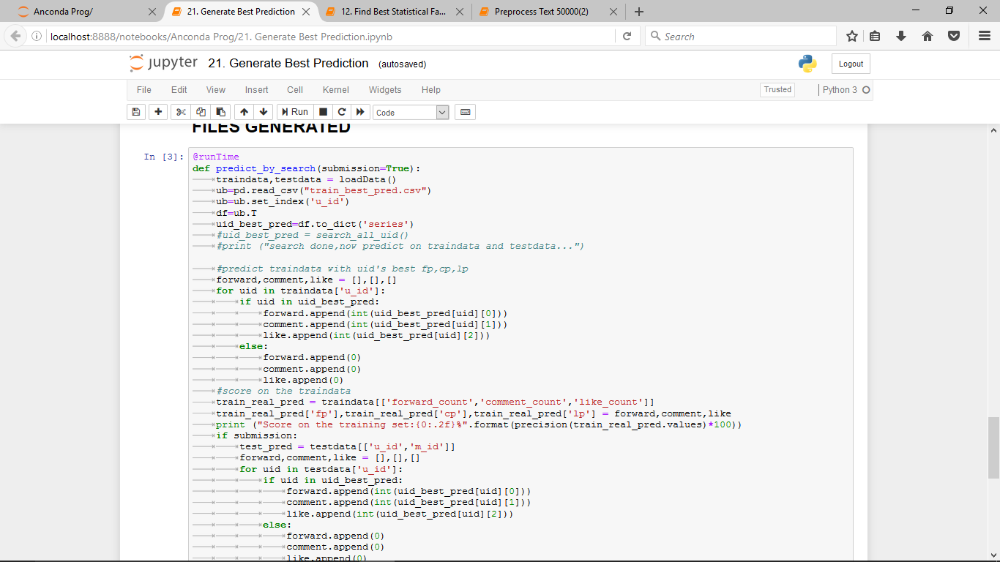 Anconda Prog/
21. Generate Best Prediction
12. Find Best Statistical Fa...
Preprocess Text 50000(2)
localhost:8888/notebooks/Anconda Prog/21. Generate Best Prediction.ipynb
Search
jupyter 21. Generate Best Prediction (autosaved)
Logout
File Edit View Insert Cell Kernel Widgets Help
Trusted
Python 3
Run
Code
FILES GENERATED
In [3]:
@runTime
def predict_by_search(submission=True):
traindata,testdata = loadData()
ub=pd.read_csv("train_best_pred.csv")
ub=ub.set_index('u_id')
df=ub.T
uid_best_pred=df.to_dict('series')
#uid_best_pred = search_all_uid()
#print ("search done,now predict on traindata and testdata...")
#predict traindata with uid's best fp,cp,lp
forward,comment,like = [],[],[]
for uid in traindata['u_id']:
if uid in uid_best_pred:
forward.append(int(uid_best_pred[uid][0]))
comment.append(int(uid_best_pred[uid][1]))
like.append(int(uid_best_pred[uid][2]))
else:
forward.append(0)
comment.append(0)
like.append(0)
#score on the traindata
train_real_pred = traindata[['forward_count','comment_count','like_count']]
train_real_pred['fp'],train_real_pred['cp'],train_real_pred['lp'] = forward,comment,like
print ("Score on the training set:{0:.2f}%".format(precision(train_real_pred.values)*100))
if submission:
test_pred = testdata[['u_id','m_id']]
forward,comment,like = [],[],[]
for uid in testdata['u_id']:
if uid in uid_best_pred:
forward.append(int(uid_best_pred[uid][0]))
comment.append(int(uid_best_pred[uid][1]))
like.append(int(uid_best_pred[uid][2]))
else:
forward.append(0)
comment.append(0)
like.append(0)